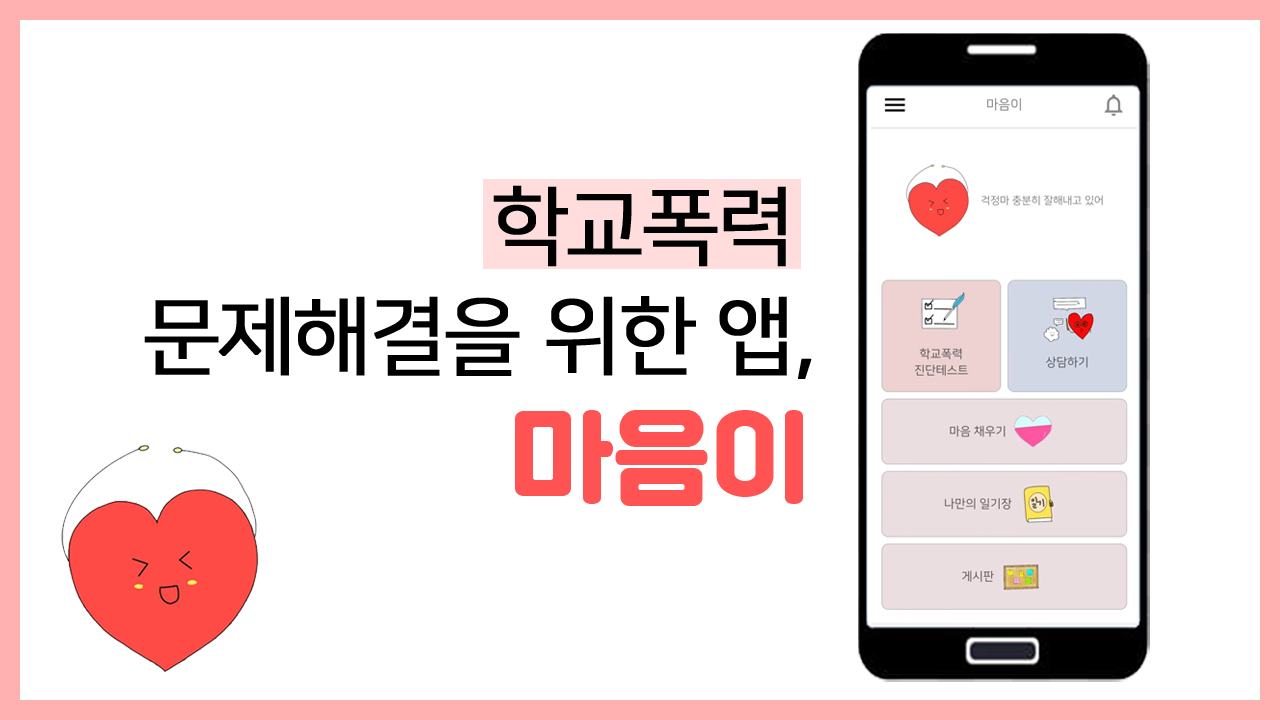 학교폭력
문제해결을 위한 앱,
마음이
마음이
걱정마 충분히 잘해내고 있어
학교폭력
진단테스트
상담하기
마음 채우기
나만의 일기장
일기
게시판